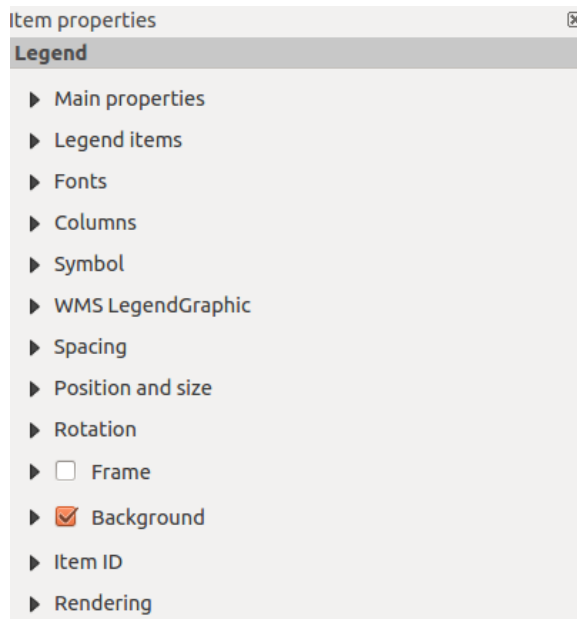 Item properties
Legend
Main properties
Legend items
Fonts
Columns
Symbol
WMS LegendGraphic
Spacing
Position and size
Rotation
Frame
Background
Item ID
Rendering